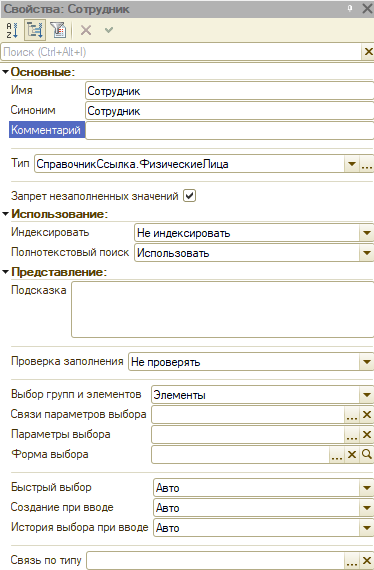 Свойства: Сотрудник
Поиск (Ctrl+Alt+I)
Основные:
Имя Сотрудник
Синоним Сотрудник
Комментарий
Тип СправочникСсылка.ФизическиеЛица
Запрет незаполненных значений
Использование:
Индексировать Не индексировать
Полнотекстовый поиск Использовать
Представление:
Подсказка
Проверка заполнения Не проверять
Выбор групп и элементов Элементы
Связи параметров выбора
Параметры выбора
Форма выбора
Быстрый выбор Авто
Создание при вводе Авто
История выбора при вводе Авто
Связь по типу